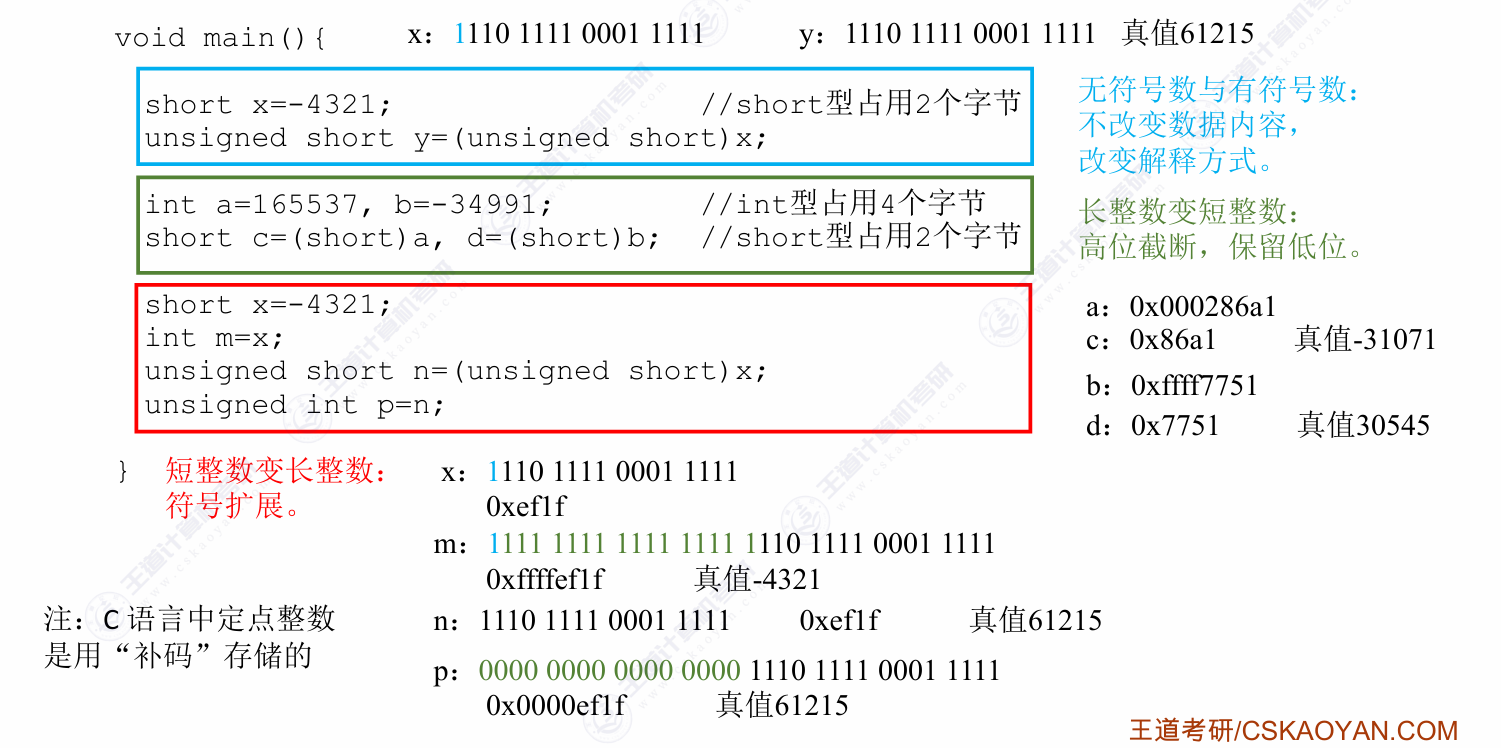 void main(){ x：1110 1111 0001 1111 y：1110 1111 0001 1111 真值61215
short x=-4321; //short型占用2个字节
unsigned short y=(unsigned short)x;
无符号数与有符号数：
不改变数据内容，
改变解释方式。
int a=165537, b=-34991; //int型占用4个字节
short c=(short)a, d=(short)b; //short型占用2个字节
长整数变短整数：
高位截断，保留低位。
short x=-4321;
int m=x;
unsigned short n=(unsigned short)x;
unsigned int p=n;
a：0x000286a1
c：0x86a1 真值-31071
b：0xffff7751
d：0x7751 真值30545
}
短整数变长整数：
符号扩展。
x：1110 1111 0001 1111
0xef1f
m：1111 1111 1111 1111 1110 1111 0001 1111
0xffffef1f 真值-4321
n：1110 1111 0001 1111 0xef1f 真值61215
p：0000 0000 0000 0000 1110 1111 0001 1111
0x0000ef1f 真值61215
注：C 语言中定点整数
是用“补码”存储的
王道考研/CSKAOYAN.COM
王道计算机考研
www.cskaoyan.com